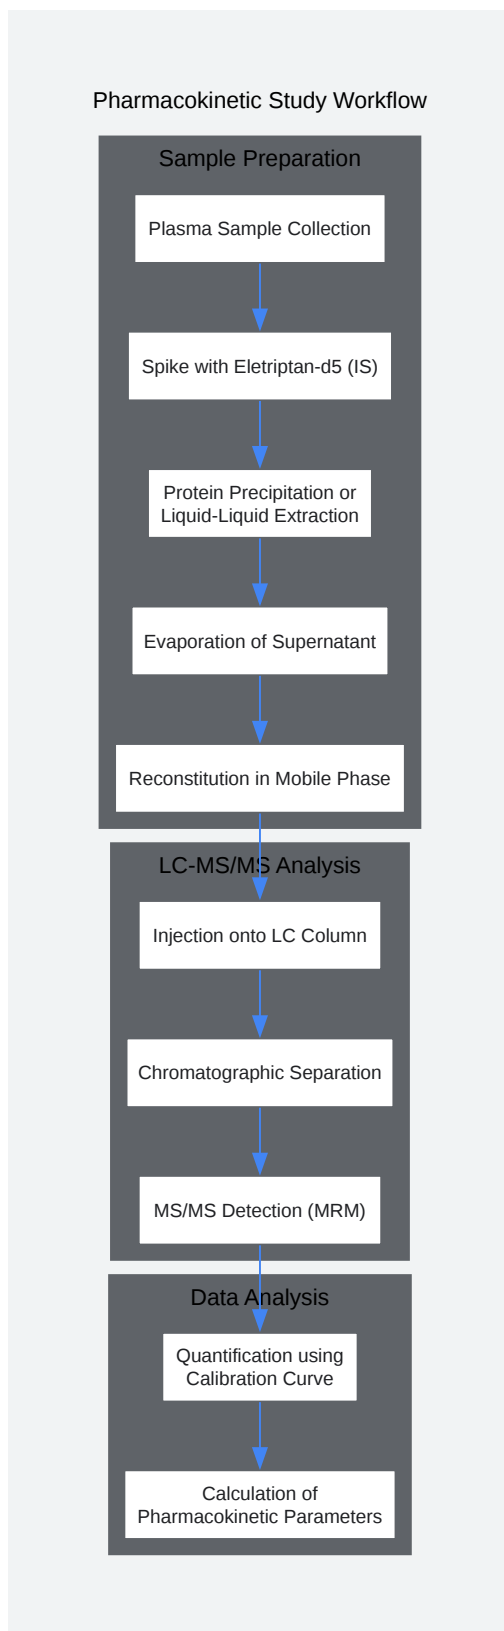 Pharmacokinetic Study Workflow
Sample Preparation
Plasma Sample Collection
Spike with Eletriptan-d5 (IS)
Protein Precipitation or
Liquid-Liquid Extraction
Evaporation of Supernatant
Reconstitution in Mobile Phase
LC-MS/MS Analysis
Injection onto LC Column
Chromatographic Separation
MS/MS Detection (MRM)
Data Analysis
Quantification using
Calibration Curve
Calculation of
Pharmacokinetic Parameters